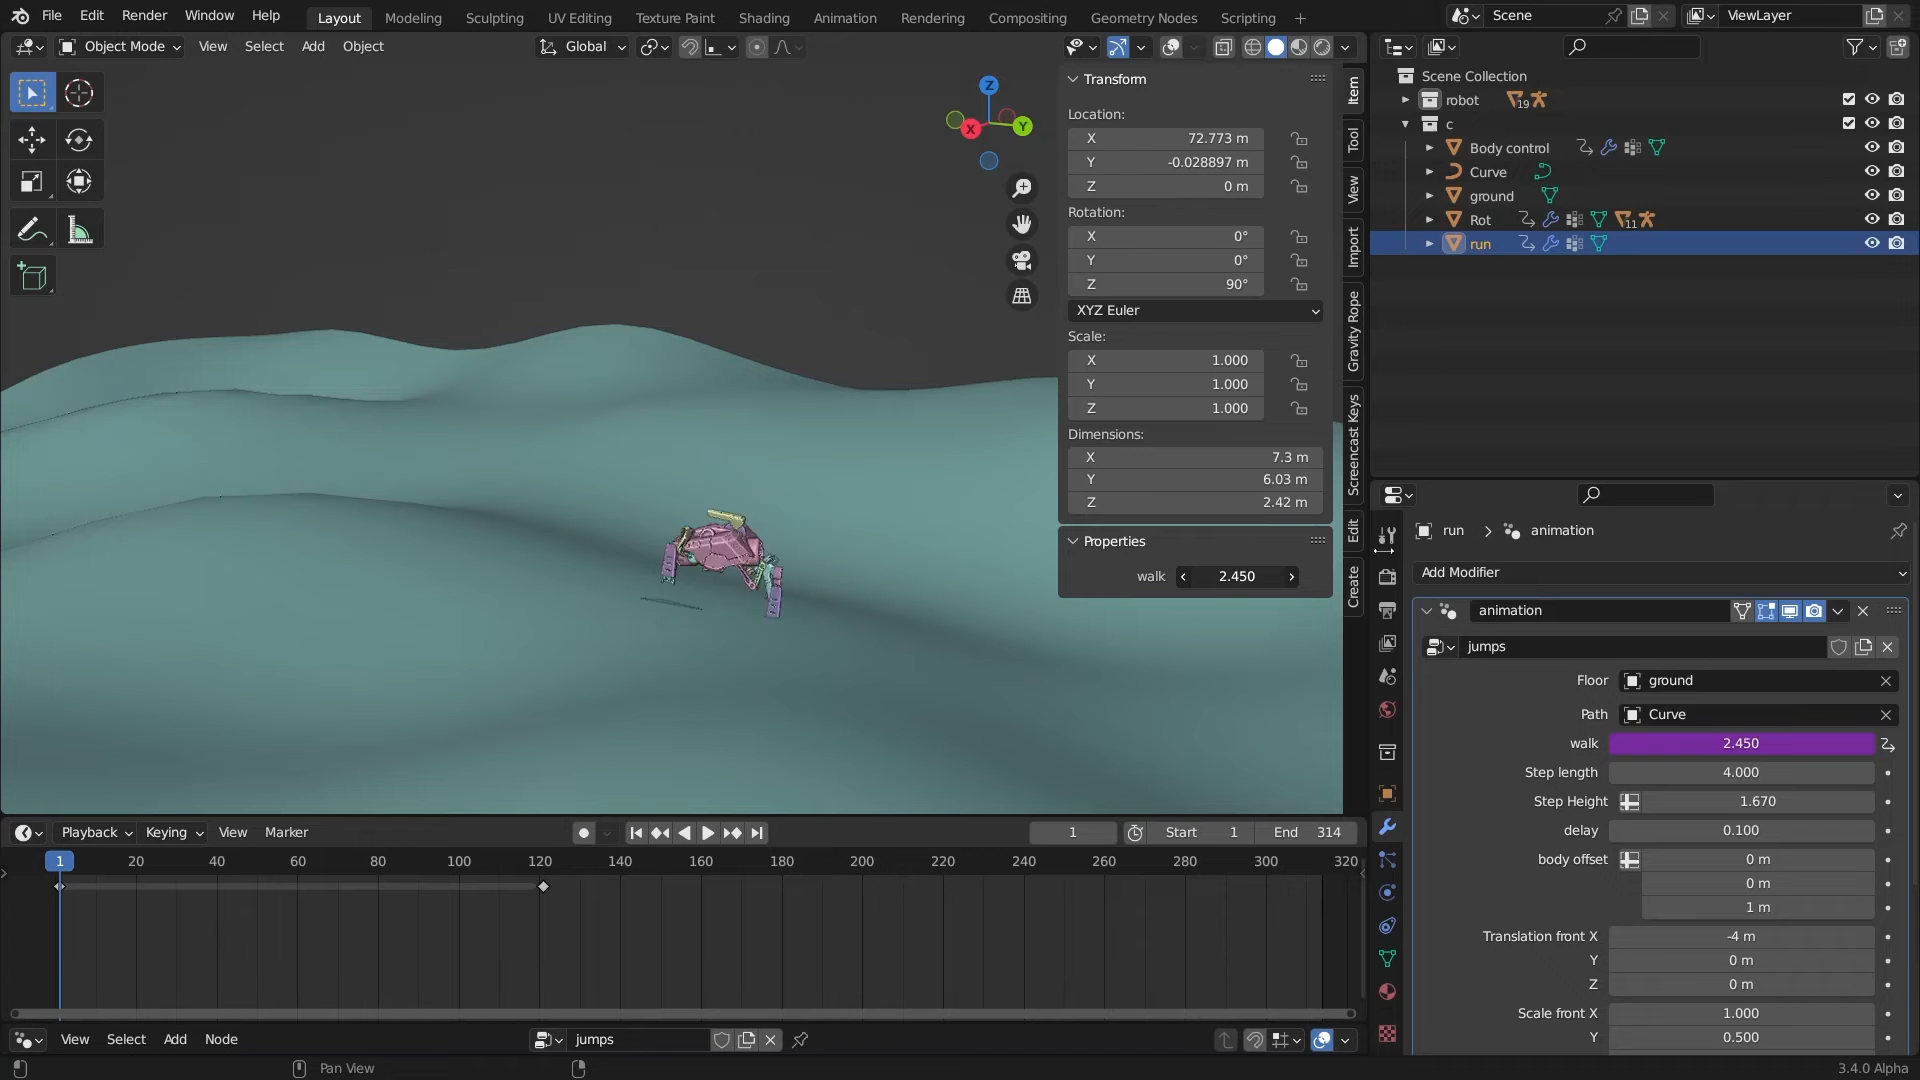 File Edit Render Window Help Layout Modeling Sculpting UV Editing Texture Paint Shading Animation Rendering Compositing Geometry Nodes Scripting + Scene ViewLayer
Object Mode View Select Add Object Global
Transform
Location:
X 72.773 m
Y -0.028897 m
Z 0 m
Rotation:
X 0°
Y 0°
Z 90°
XYZ Euler
Scale:
X 1.000
Y 1.000
Z 1.000
Dimensions:
X 7.3 m
Y 6.03 m
Z 2.42 m
Properties
walk 2.450
Z
X
Y
Item
Tool
View
Import
Gravity Rope
Screencast Keys
Edit
Create
Scene Collection
robot 19
c
Body control
Curve
ground
Rot 11
run
run > animation
Add Modifier
animation
jumps
Floor ground
Path Curve
walk 2.450
Step length 4.000
Step Height 1.670
delay 0.100
body offset 0 m
0 m
1 m
Translation front X -4 m
Y 0 m
Z 0 m
Scale front X 1.000
Y 0.500
Playback Keying View Marker 1 Start 1 End 314
1 20 40 60 80 100 120 140 160 180 200 220 240 260 280 300 320
View Select Add Node jumps
Pan View 3.4.0 Alpha